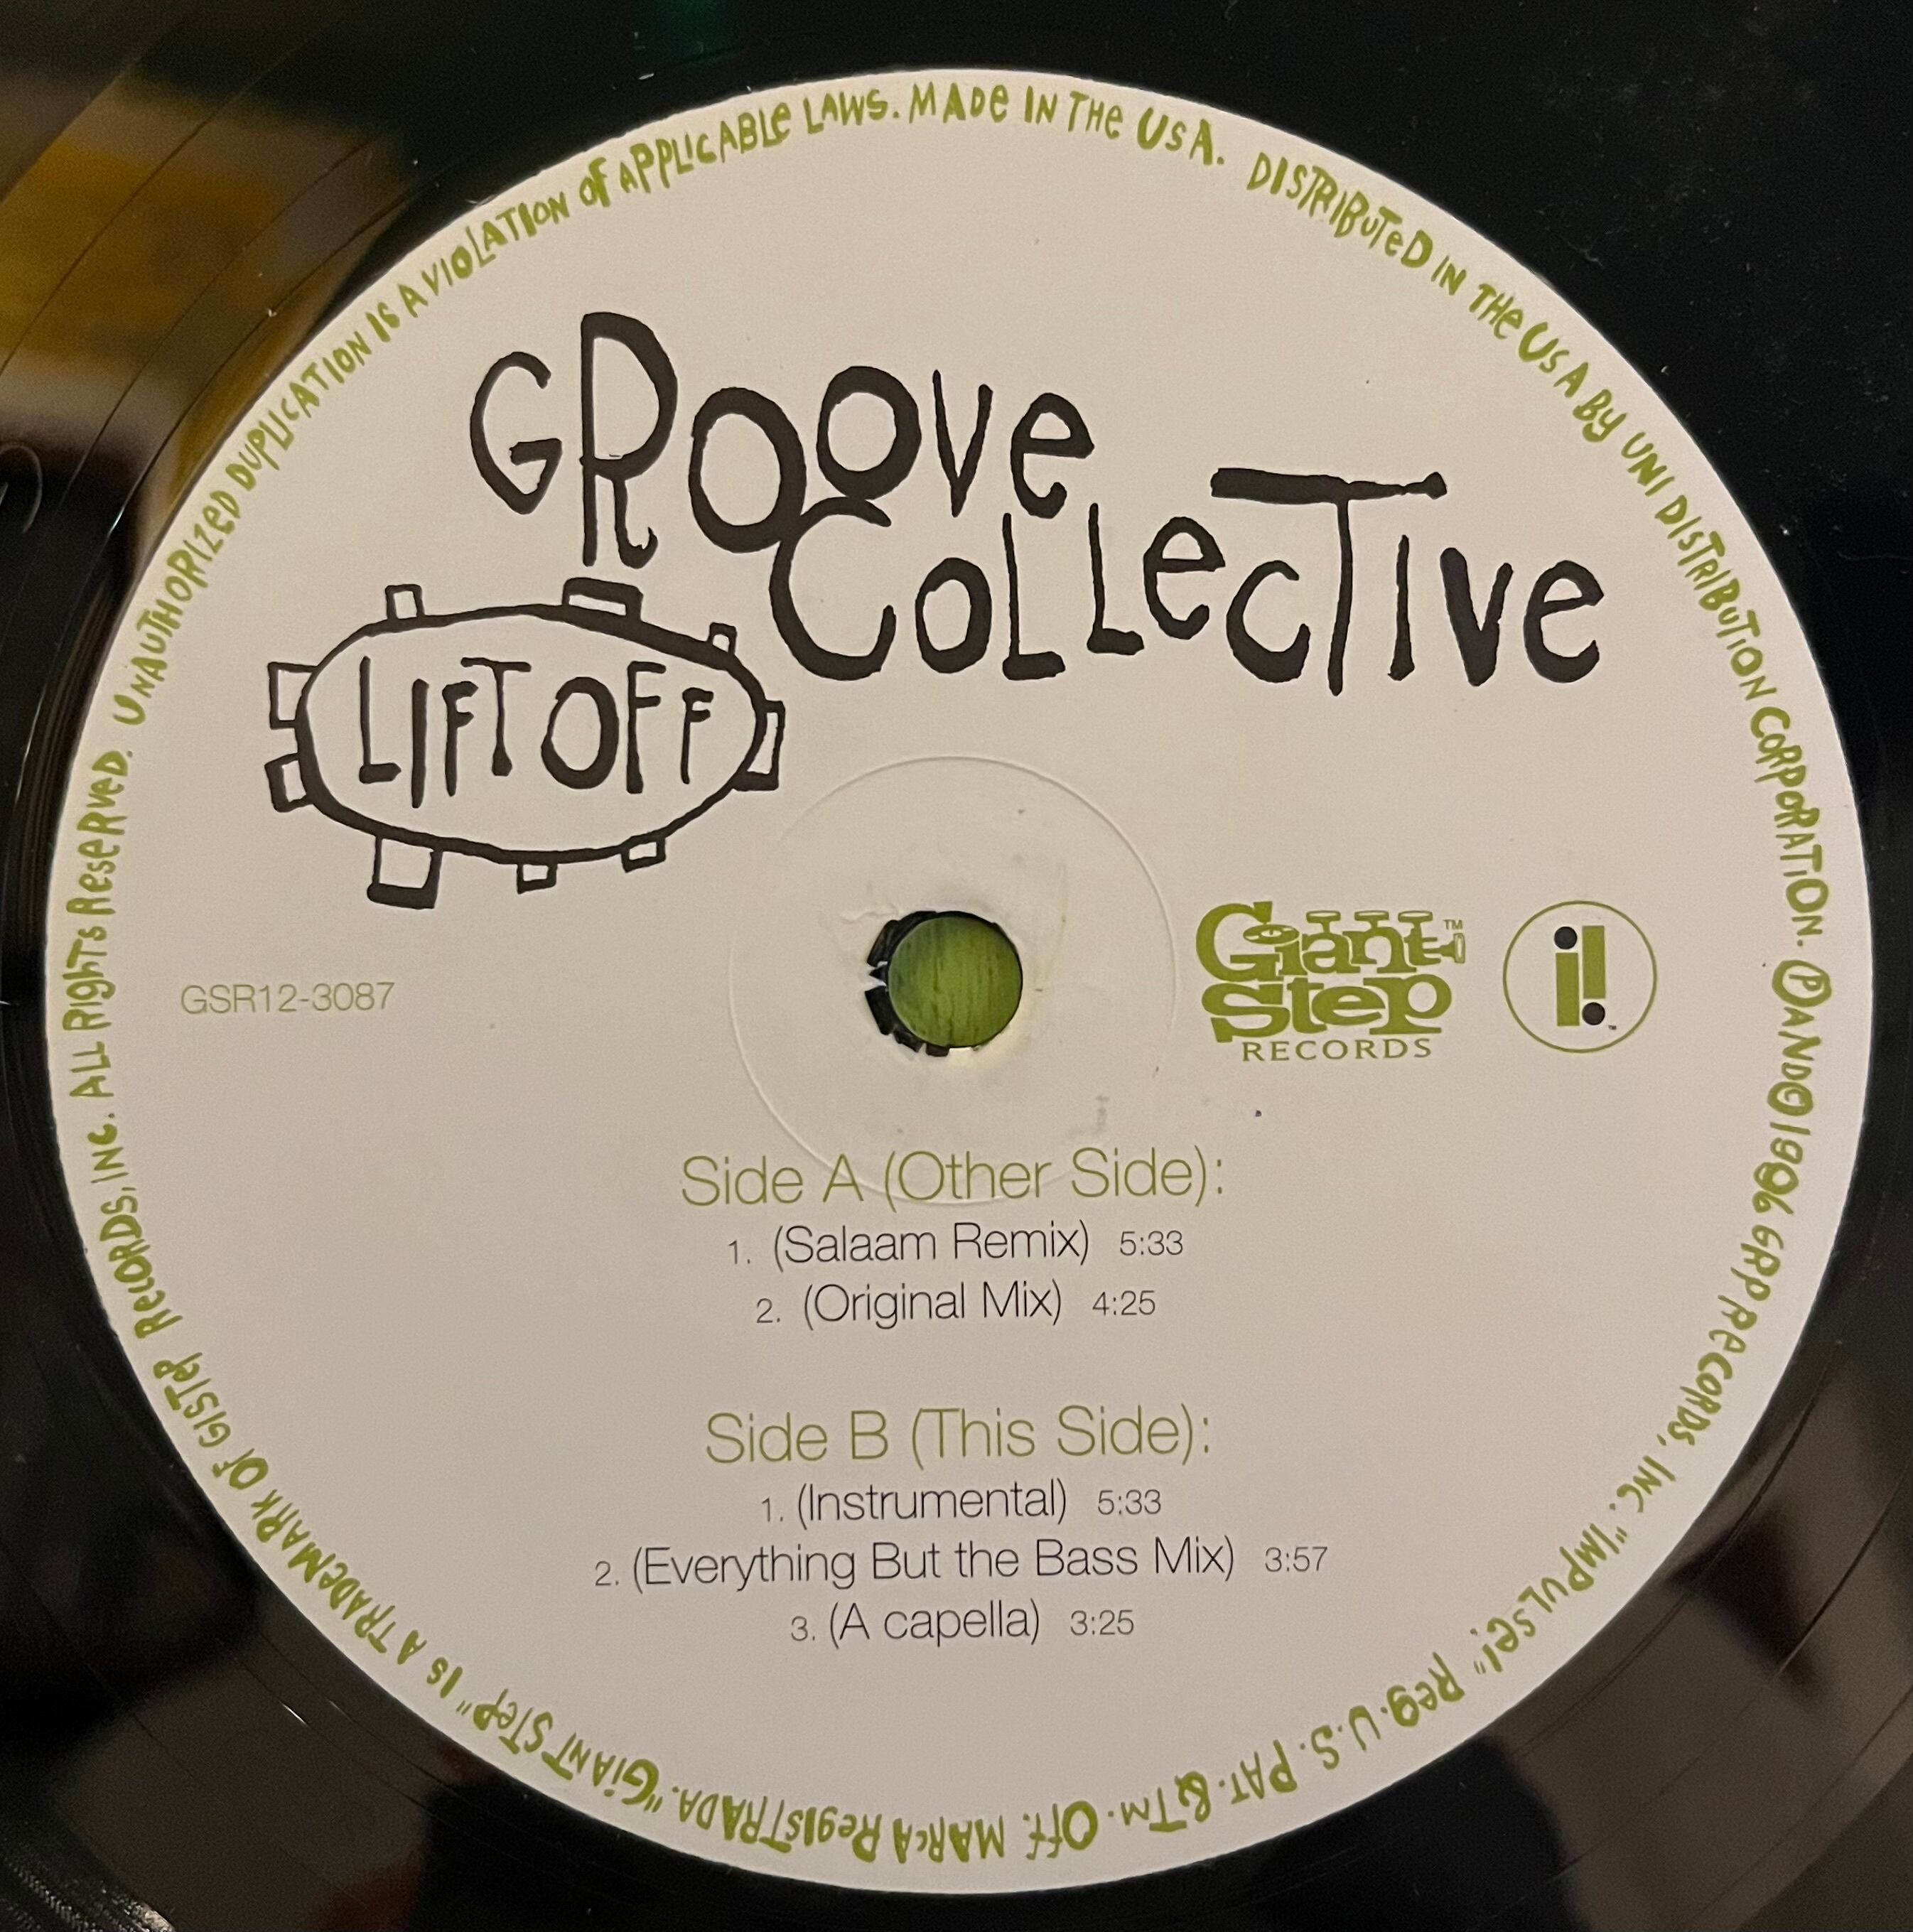 GROOVE
COLLECTIVE
LIFT OFF
GSR12-3087
Giant™
Step
RECORDS
i!™
Side A (Other Side):
1. (Salaam Remix) 5:33
2. (Original Mix) 4:25
Side B (This Side):
1. (Instrumental) 5:33
2. (Everything But the Bass Mix) 3:57
3. (A capella) 3:25
UNAUTHORIZED DUPLICATION IS A VIOLATION OF APPLICABLE LAWS. MADE IN THE USA. DISTRIBUTED IN THE USA BY UNI DISTRIBUTION CORPORATION. ℗ AND © 1996 GRP RECORDS, INC. "IMPULSE!" REG. U.S. PAT. & TM. OFF. MARCA REGISTRADA. "GIANT STEP" IS A TRADEMARK OF GISTEP RECORDS, INC. ALL RIGHTS RESERVED.